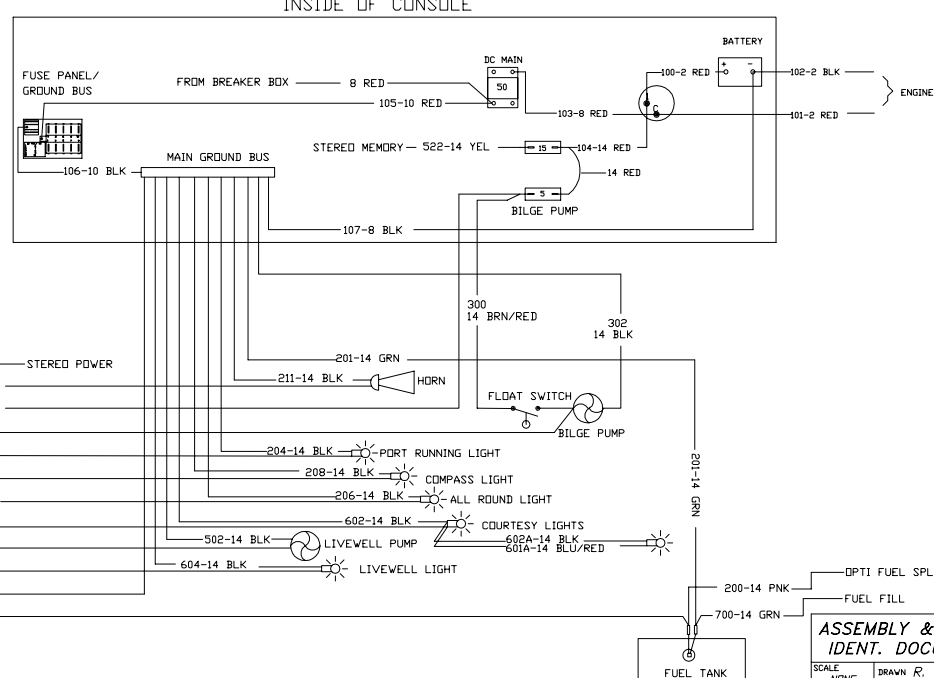 INSIDE OF CONSOLE
BATTERY
DC MAIN
FUSE PANEL/
GROUND BUS
FROM BREAKER BOX
8 RED
50
100-2 RED
+
-
102-2 BLK
ENGINE
105-10 RED
103-8 RED
C
101-2 RED
STEREO MEMORY
522-14 YEL
15
104-14 RED
MAIN GROUND BUS
106-10 BLK
14 RED
5
BILGE PUMP
107-8 BLK
300
14 BRN/RED
302
14 BLK
STEREO POWER
201-14 GRN
211-14 BLK
HORN
FLOAT SWITCH
BILGE PUMP
204-14 BLK
PORT RUNNING LIGHT
208-14 BLK
COMPASS LIGHT
201-14 GRN
206-14 BLK
ALL ROUND LIGHT
602-14 BLK
COURTESY LIGHTS
502-14 BLK
LIVEWELL PUMP
602A-14 BLK
601A-14 BLU/RED
604-14 BLK
LIVEWELL LIGHT
200-14 PNK
OPTI FUEL SPL
FUEL FILL
700-14 GRN
ASSEMBLY &
IDENT. DOC
SCALE
DRAWN R.
FUEL TANK